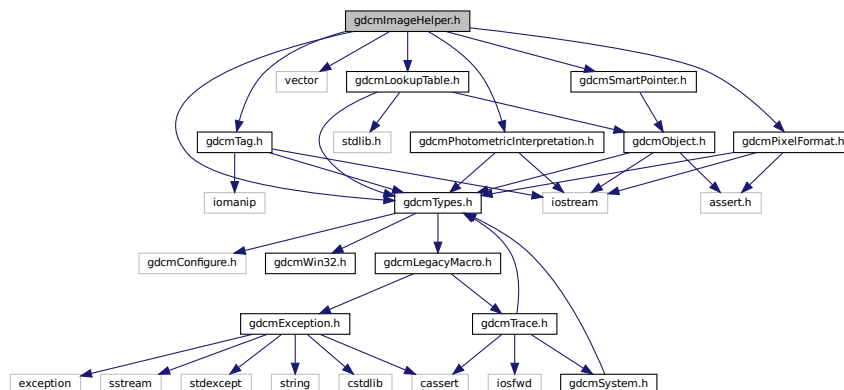 gdcmImageHelper.h
vector
gdcmLookupTable.h
gdcmSmartPointer.h
gdcmTag.h
stdlib.h
gdcmPhotometricInterpretation.h
gdcmObject.h
gdcmPixelFormat.h
iomanip
gdcmTypes.h
iostream
assert.h
gdcmConfigure.h
gdcmWin32.h
gdcmLegacyMacro.h
gdcmException.h
gdcmTrace.h
exception
sstream
stdexcept
string
cstdlib
cassert
iosfwd
gdcmSystem.h